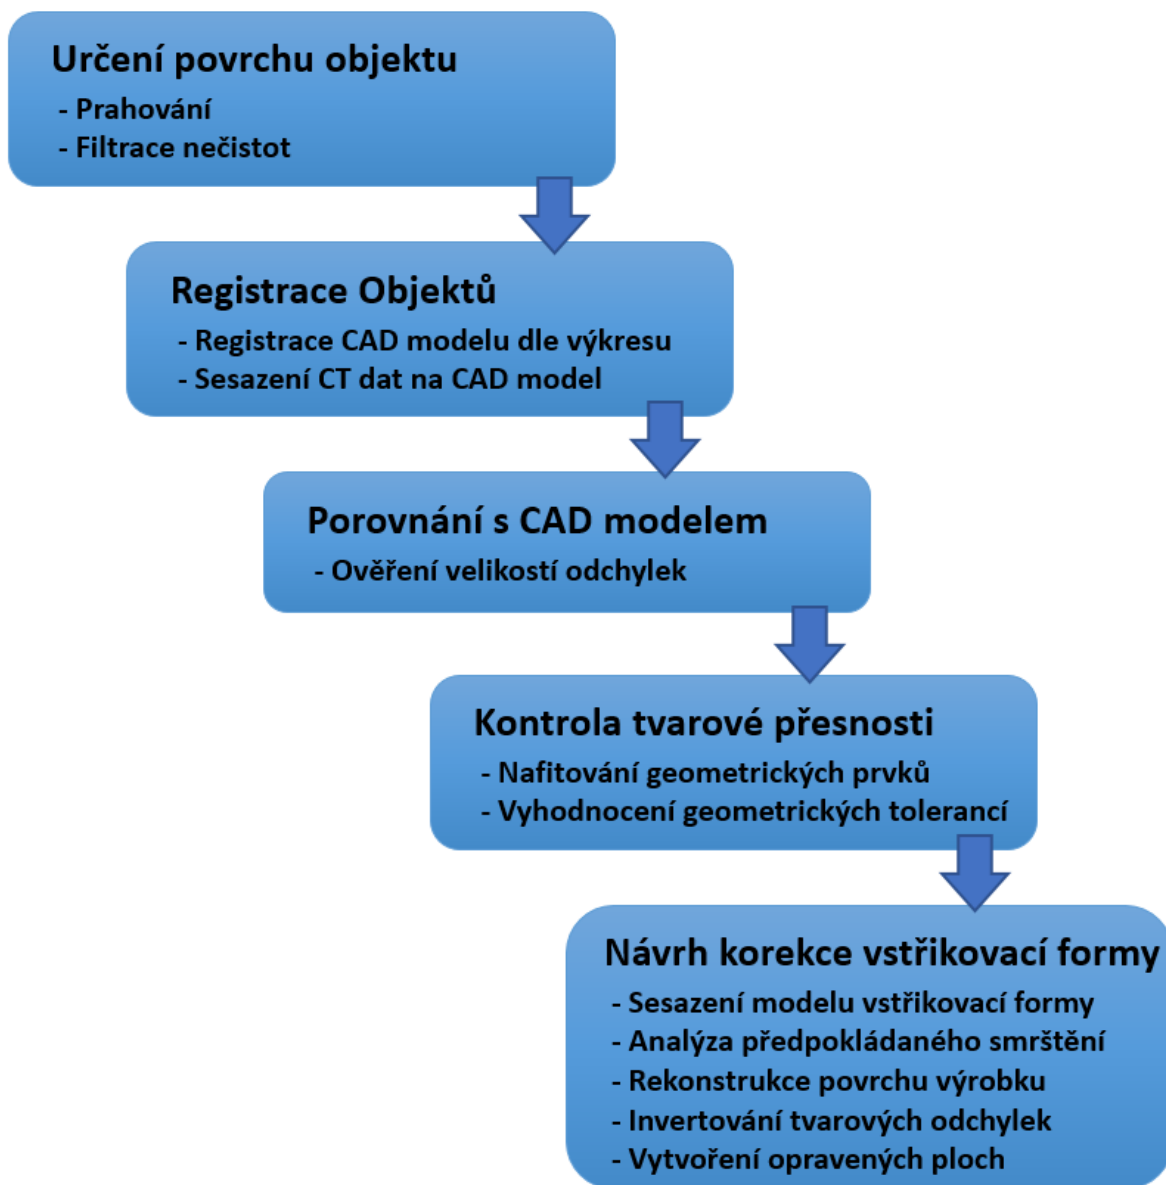 Určení povrchu objektu
- Prahování
- Filtrace nečistot
Registrace Objektů
- Registrace CAD modelu dle výkresu
- Sesazení CT dat na CAD model
Porovnání s CAD modelem
- Ověření velikostí odchylek
Kontrola tvarové přesnosti
- Nafitování geometrických prvků
- Vyhodnocení geometrických tolerancí
Návrh korekce vstřikovací formy
- Sesazení modelu vstřikovací formy
- Analýza předpokládaného smrštění
- Rekonstrukce povrchu výrobku
- Invertování tvarových odchylek
- Vytvoření opravených ploch